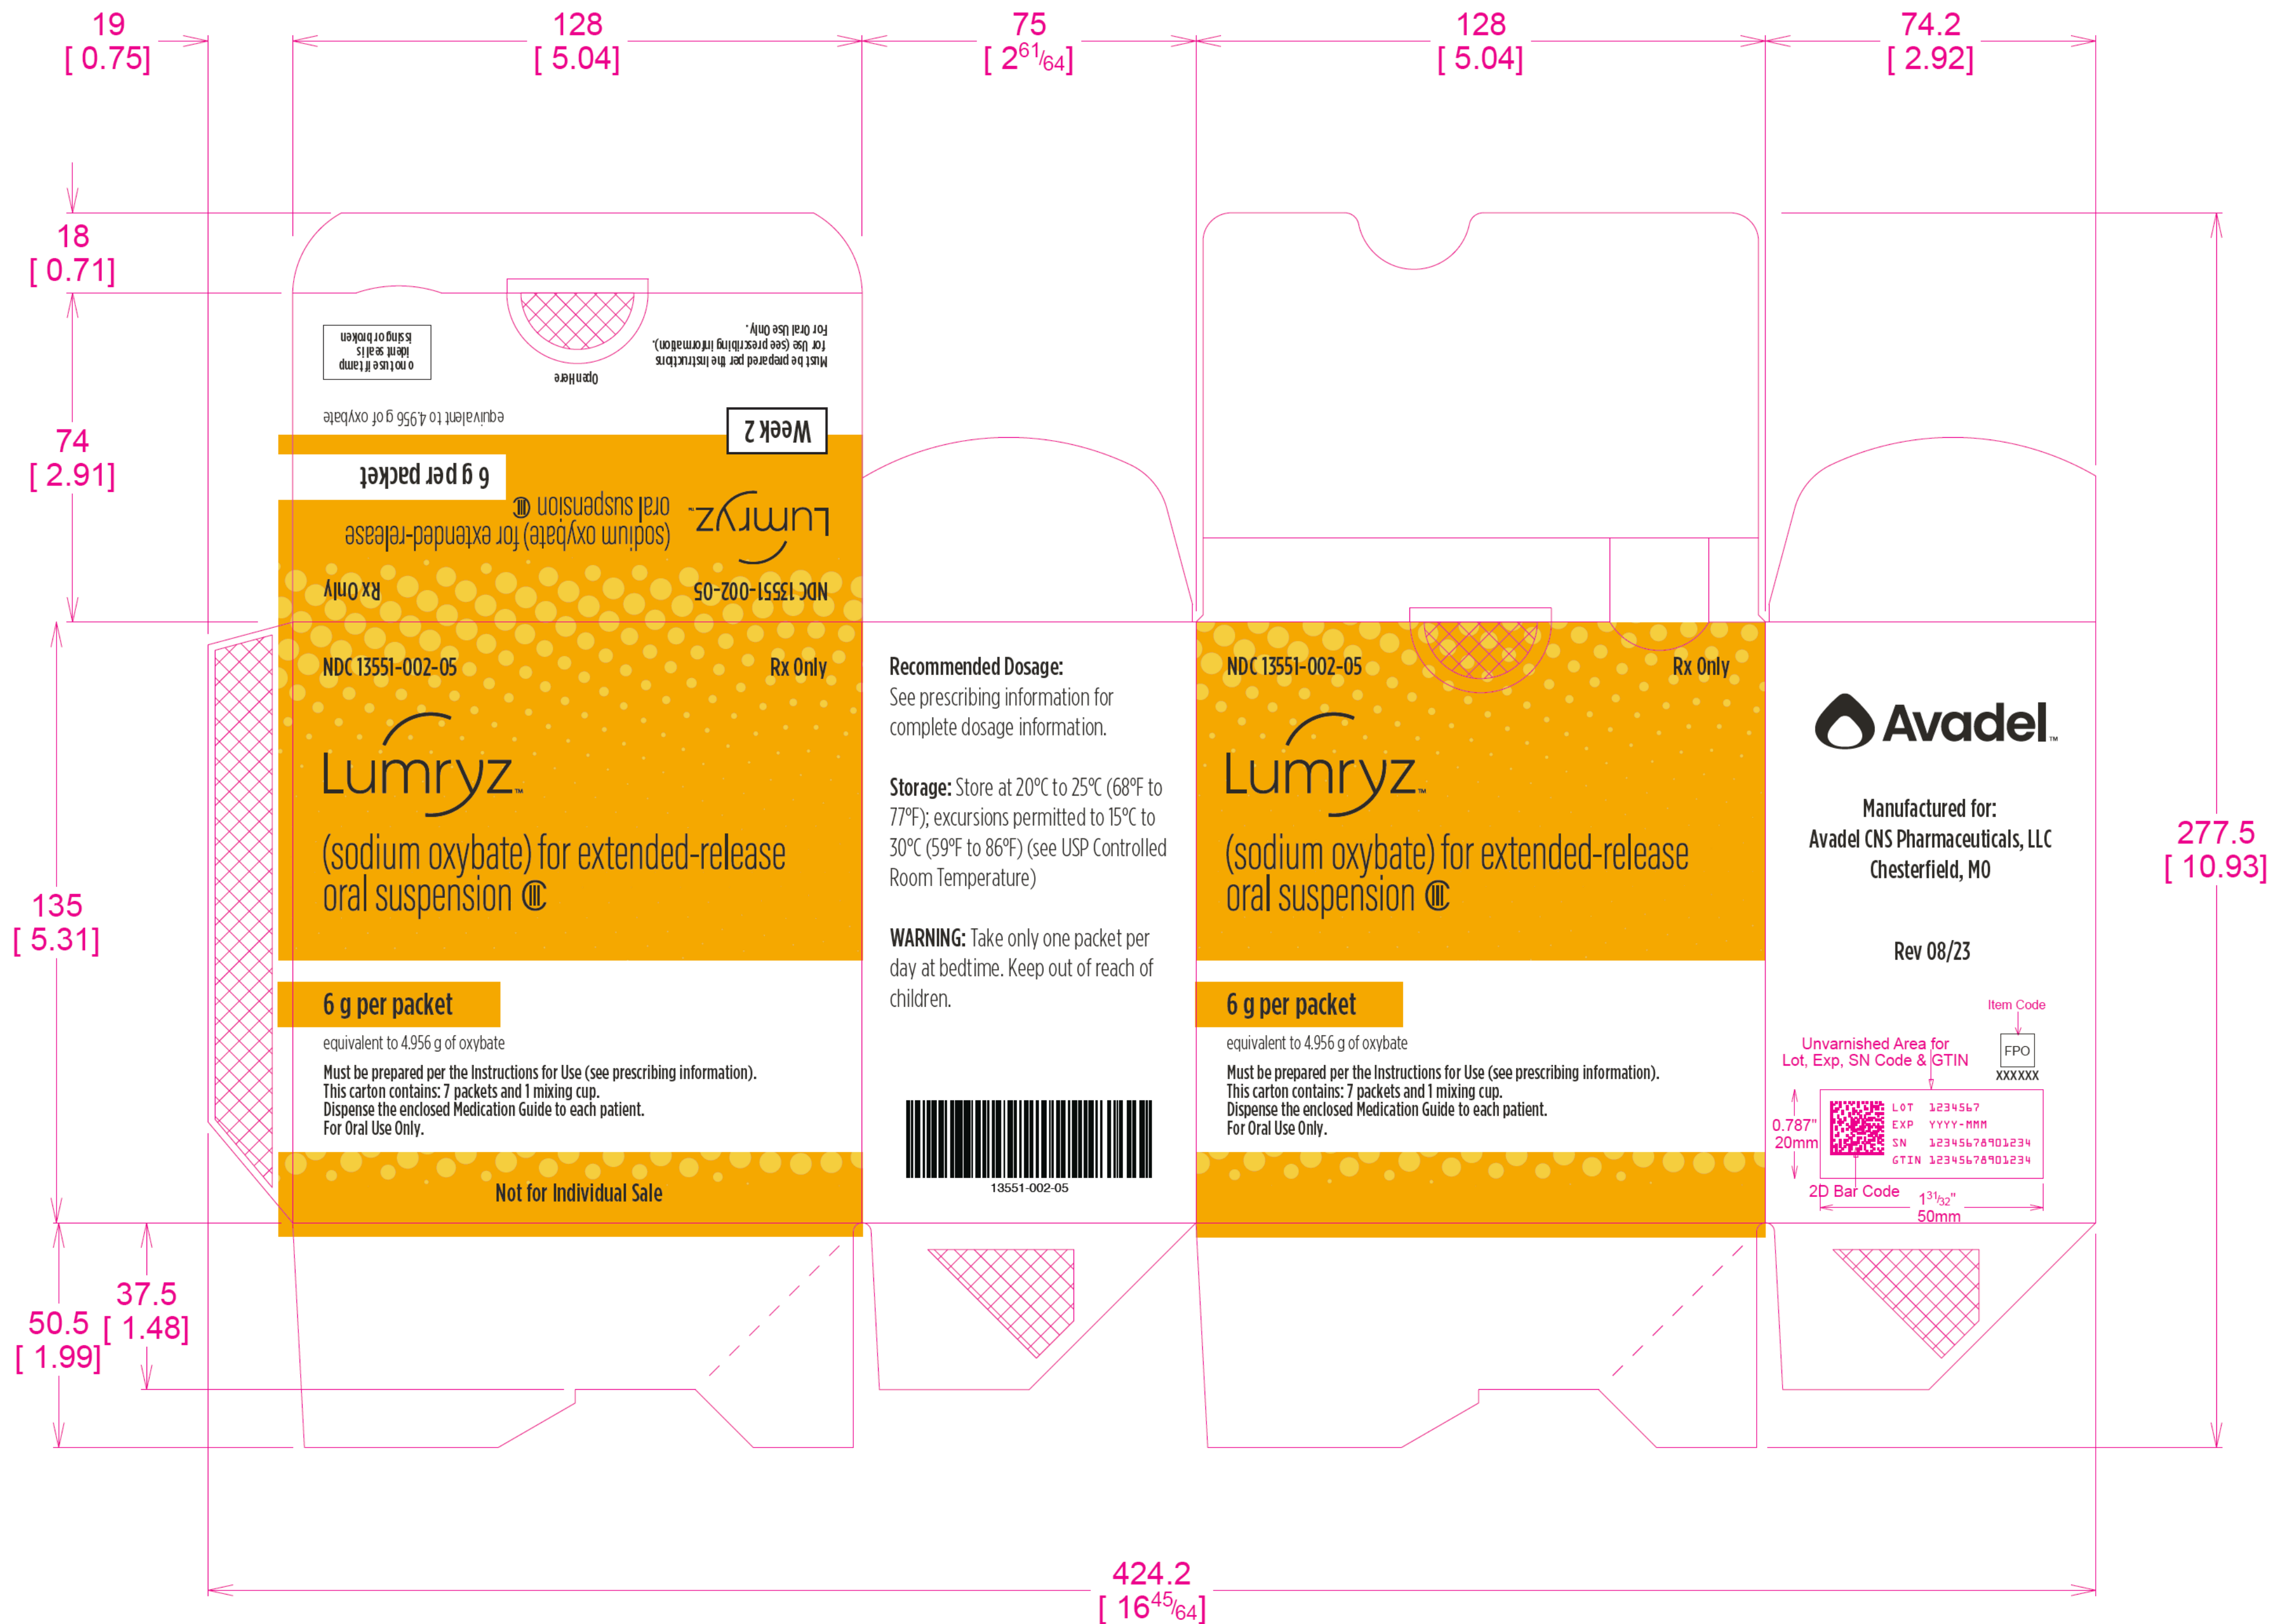 19
[ 0.75]
128
[ 5.04]
75
[ 2 61/64]
128
[ 5.04]
74.2
[ 2.92]
18
[ 0.71]
74
[ 2.91]
135
[ 5.31]
50.5
[ 1.99]
37.5
[ 1.48]
277.5
[ 10.93]
424.2
[ 16 45/64]
Must be prepared per the Instructions
for Use (see prescribing information).
For Oral Use Only.
Open Here
o not use if tamp
ident seal is
issing or broken
Week 2
equivalent to 4.956 g of oxybate
6 g per packet
Lumryz™
(sodium oxybate) for extended-release
oral suspension CIII
NDC 13551-002-05
Rx Only
NDC 13551-002-05
Rx Only
Lumryz™
(sodium oxybate) for extended-release
oral suspension CIII
6 g per packet
equivalent to 4.956 g of oxybate
Must be prepared per the Instructions for Use (see prescribing information).
This carton contains: 7 packets and 1 mixing cup.
Dispense the enclosed Medication Guide to each patient.
For Oral Use Only.
Not for Individual Sale
Recommended Dosage:
See prescribing information for
complete dosage information.
Storage: Store at 20°C to 25°C (68°F to
77°F); excursions permitted to 15°C to
30°C (59°F to 86°F) (see USP Controlled
Room Temperature)
WARNING: Take only one packet per
day at bedtime. Keep out of reach of
children.
13551-002-05
NDC 13551-002-05
Rx Only
Lumryz™
(sodium oxybate) for extended-release
oral suspension CIII
6 g per packet
equivalent to 4.956 g of oxybate
Must be prepared per the Instructions for Use (see prescribing information).
This carton contains: 7 packets and 1 mixing cup.
Dispense the enclosed Medication Guide to each patient.
For Oral Use Only.
Avadel™
Manufactured for:
Avadel CNS Pharmaceuticals, LLC
Chesterfield, MO
Rev 08/23
Item Code
FPO
XXXXXX
Unvarnished Area for
Lot, Exp, SN Code & GTIN
0.787"
20mm
LOT 1234567
EXP YYYY-MMM
SN 12345678901234
GTIN 12345678901234
2D Bar Code
1 31/32"
50mm